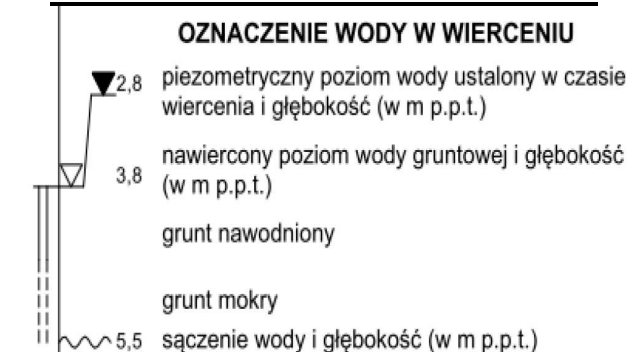 OZNACZENIE WODY W WIERCENIU
2,8 piezometryczny poziom wody ustalony w czasie
wiercenia i głębokość (w m p.p.t.)
nawiercony poziom wody gruntowej i głębokość
3,8 (w m p.p.t.)
grunt nawodniony
grunt mokry
5,5 sączenie wody i głębokość (w m p.p.t.)